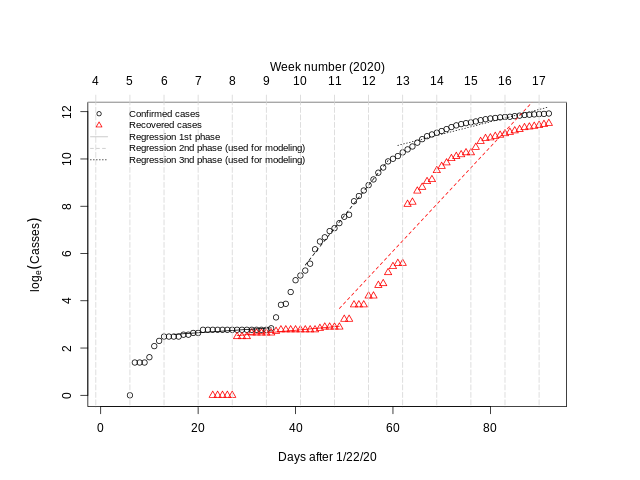 Week number (2020)
4 5 6 7 8 9 10 11 12 13 14 15 16 17
Confirmed cases
Recovered cases
Regression 1st phase
Regression 2nd phase (used for modeling)
Regression 3nd phase (used for modeling)
12
10
8
6
4
2
0
logₑ(Casses)
0 20 40 60 80
Days after 1/22/20